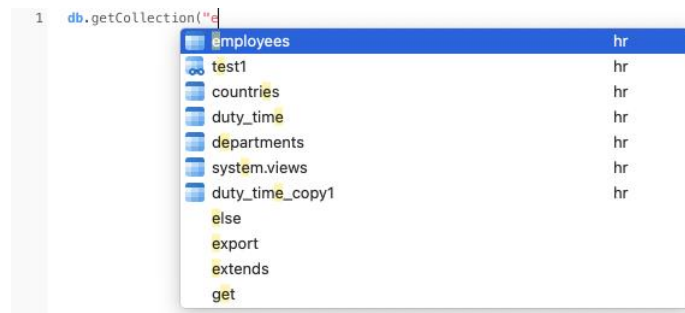 1 db.getCollection("e
employees hr
test1 hr
countries hr
duty_time hr
departments hr
system.views hr
duty_time_copy1 hr
else
export
extends
get